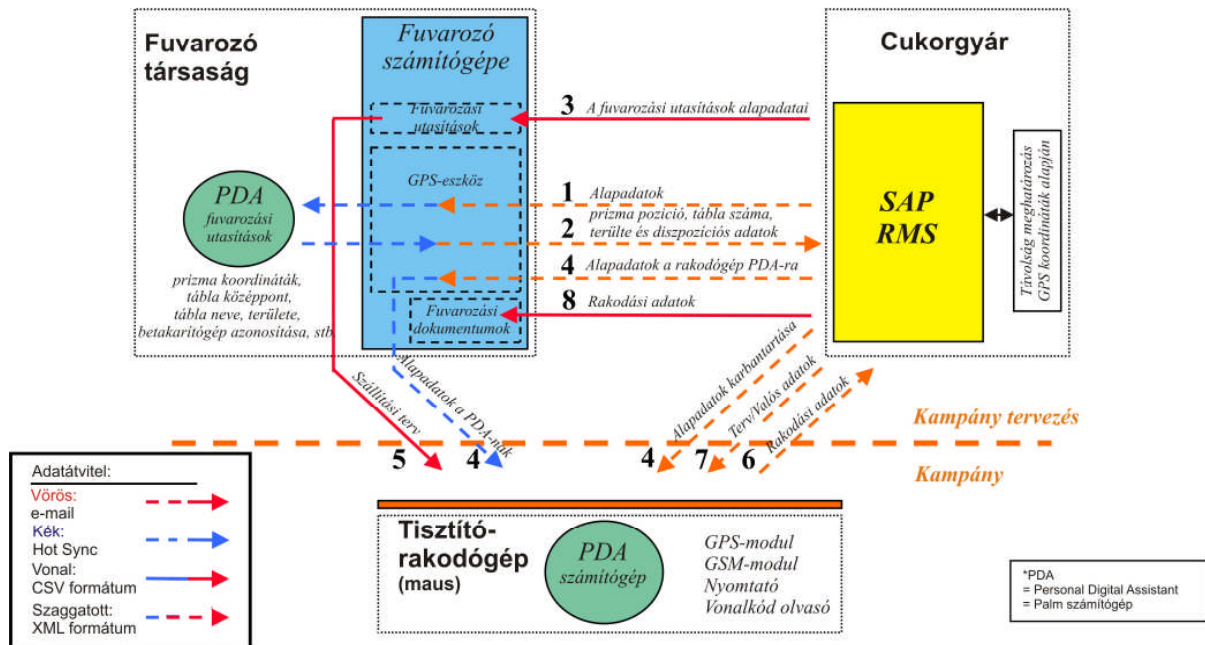 Fuvarozó
társaság
Fuvarozó
számítógépe
Cukorgyár
Fuvarozási
utasítások
3 A fuvarozási utasítások alapadatai
GPS-eszköz
PDA
fuvarozási
utasítások
1 Alapadatok
2 prizma pozíció, tábla száma,
terülte és diszpozíciós adatok
4 Alapadatok a rakodógép PDA-ra
8 Rakodási adatok
SAP
RMS
Távolság meghatározás
GPS koordináták alapján
prizma koordináták,
tábla középpont,
tábla neve, területe,
betakarítógép azonosítása, stb.
Fuvarozási
dokumentumok
Szállítási terv
Alapadatok a PDA-nak
Alapadatok karbantartása
Terv/Valós adatok
Rakodási adatok
Kampány tervezés
5 4 4 7 6
Kampány
Adatátvitel:
Vörös:
e-mail
Kék:
Hot Sync
Vonal:
CSV formátum
Szaggatott:
XML formátum
Tisztító-
rakodógép
(maus)
PDA
számítógép
GPS-modul
GSM-modul
Nyomtató
Vonalkód olvasó
*PDA
= Personal Digital Assistant
= Palm számítógép